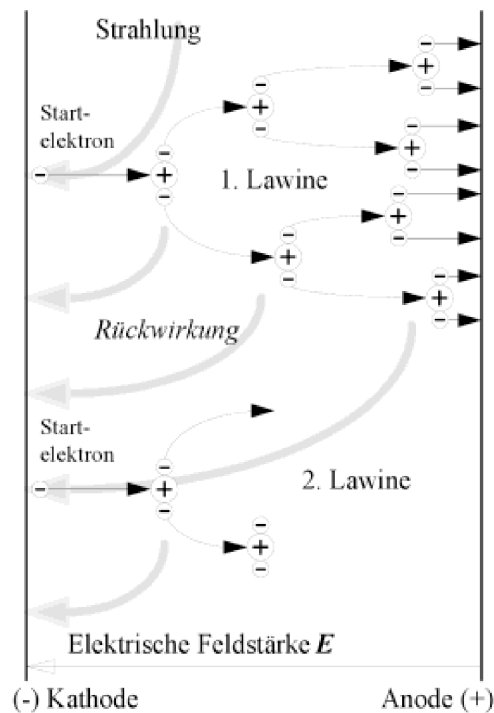 Strahlung
Start-
elektron
1. Lawine
Rückwirkung
Start-
elektron
2. Lawine
Elektrische Feldstärke E
(-) Kathode
Anode (+)